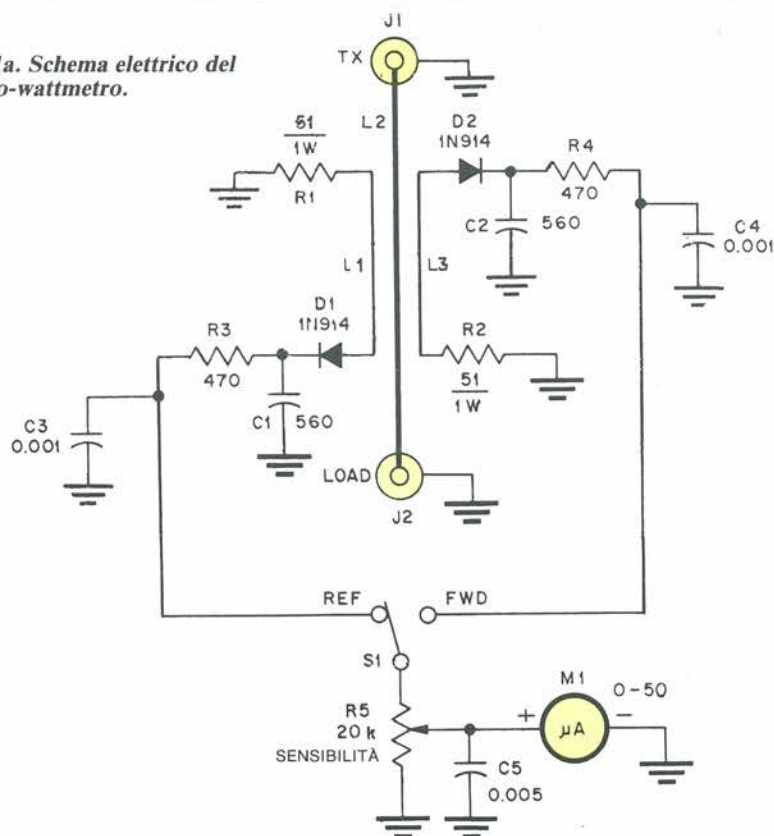 1a. Schema elettrico del
o-wattmetro.
J1
TX
L2
51
1W
R1
D2
1N914
R4
470
C2
560
C4
0.001
L1
L3
D1
1N914
R3
470
R2
51
1W
C1
560
C3
0.001
LOAD
J2
REF
FWD
S1
R5
20 k
SENSIBILITÀ
M1
0-50
+
μA
−
C5
0.005